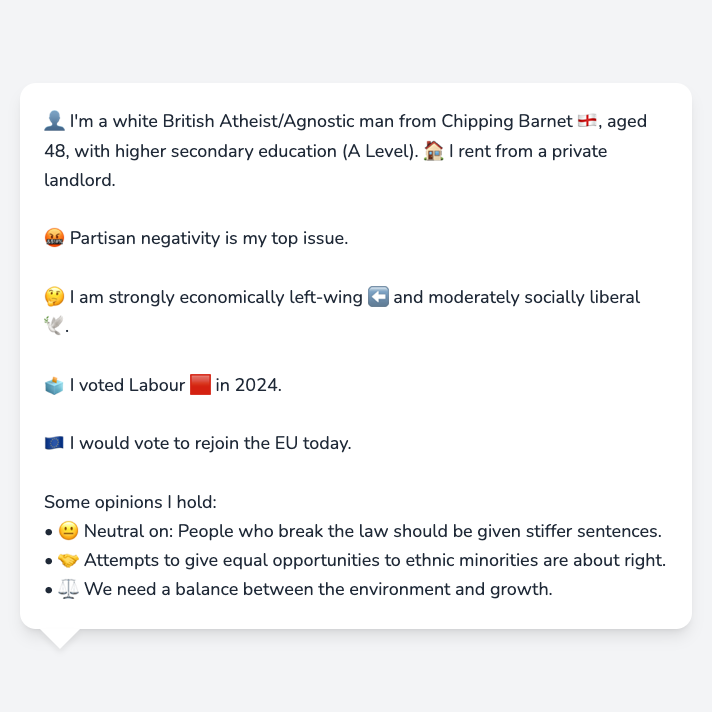 👤 I'm a white British Atheist/Agnostic man from Chipping Barnet 🏴󠁧󠁢󠁥󠁮󠁧󠁿, aged
48, with higher secondary education (A Level). 🏠 I rent from a private
landlord.
🤬 Partisan negativity is my top issue.
🤔 I am strongly economically left-wing ⬅️ and moderately socially liberal
🕊️.
🗳️ I voted Labour 🟥 in 2024.
🇪🇺 I would vote to rejoin the EU today.
Some opinions I hold:
• 😐 Neutral on: People who break the law should be given stiffer sentences.
• 🤝 Attempts to give equal opportunities to ethnic minorities are about right.
• ⚖️ We need a balance between the environment and growth.